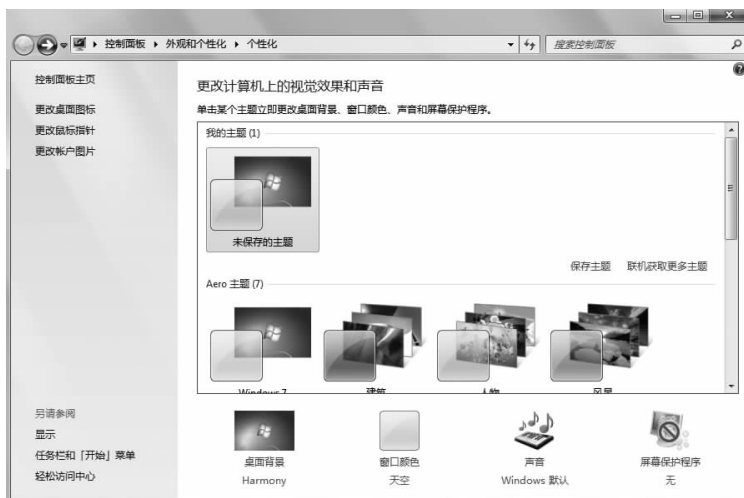 控制面板 ▸ 外观和个性化 ▸ 个性化
搜索控制面板
控制面板主页
更改桌面图标
更改鼠标指针
更改帐户图片
更改计算机上的视觉效果和声音
单击某个主题立即更改桌面背景、窗口颜色、声音和屏幕保护程序。
我的主题 (1)
未保存的主题
保存主题 联机获取更多主题
Aero 主题 (7)
Windows 7 建筑 人物 风景
另请参阅
显示
任务栏和「开始」菜单
轻松访问中心
桌面背景 窗口颜色 声音 屏幕保护程序
Harmony 天空 Windows 默认 无